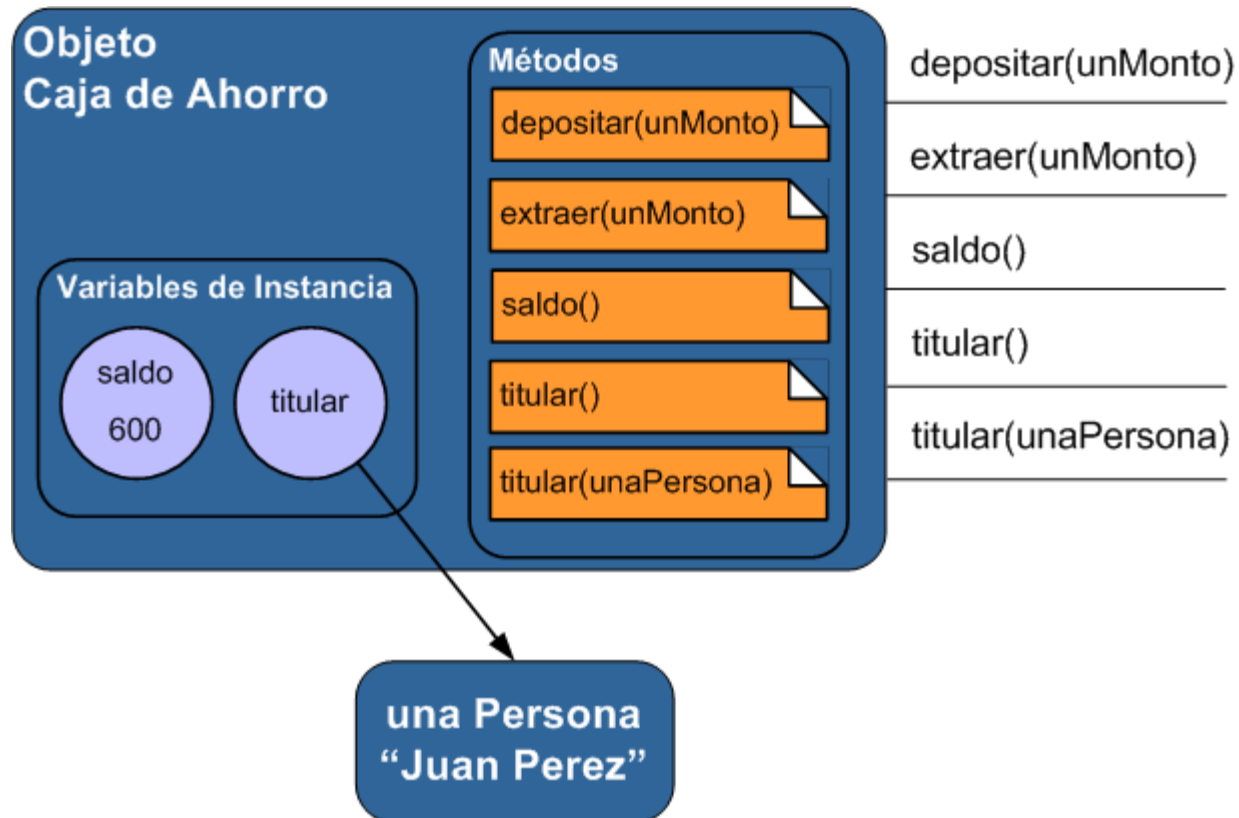 Objeto
Caja de Ahorro
Variables de Instancia
saldo
600
titular
Métodos
depositar(unMonto)
extraer(unMonto)
saldo()
titular()
titular(unaPersona)
depositar(unMonto)
extraer(unMonto)
saldo()
titular()
titular(unaPersona)
una Persona
“Juan Perez”